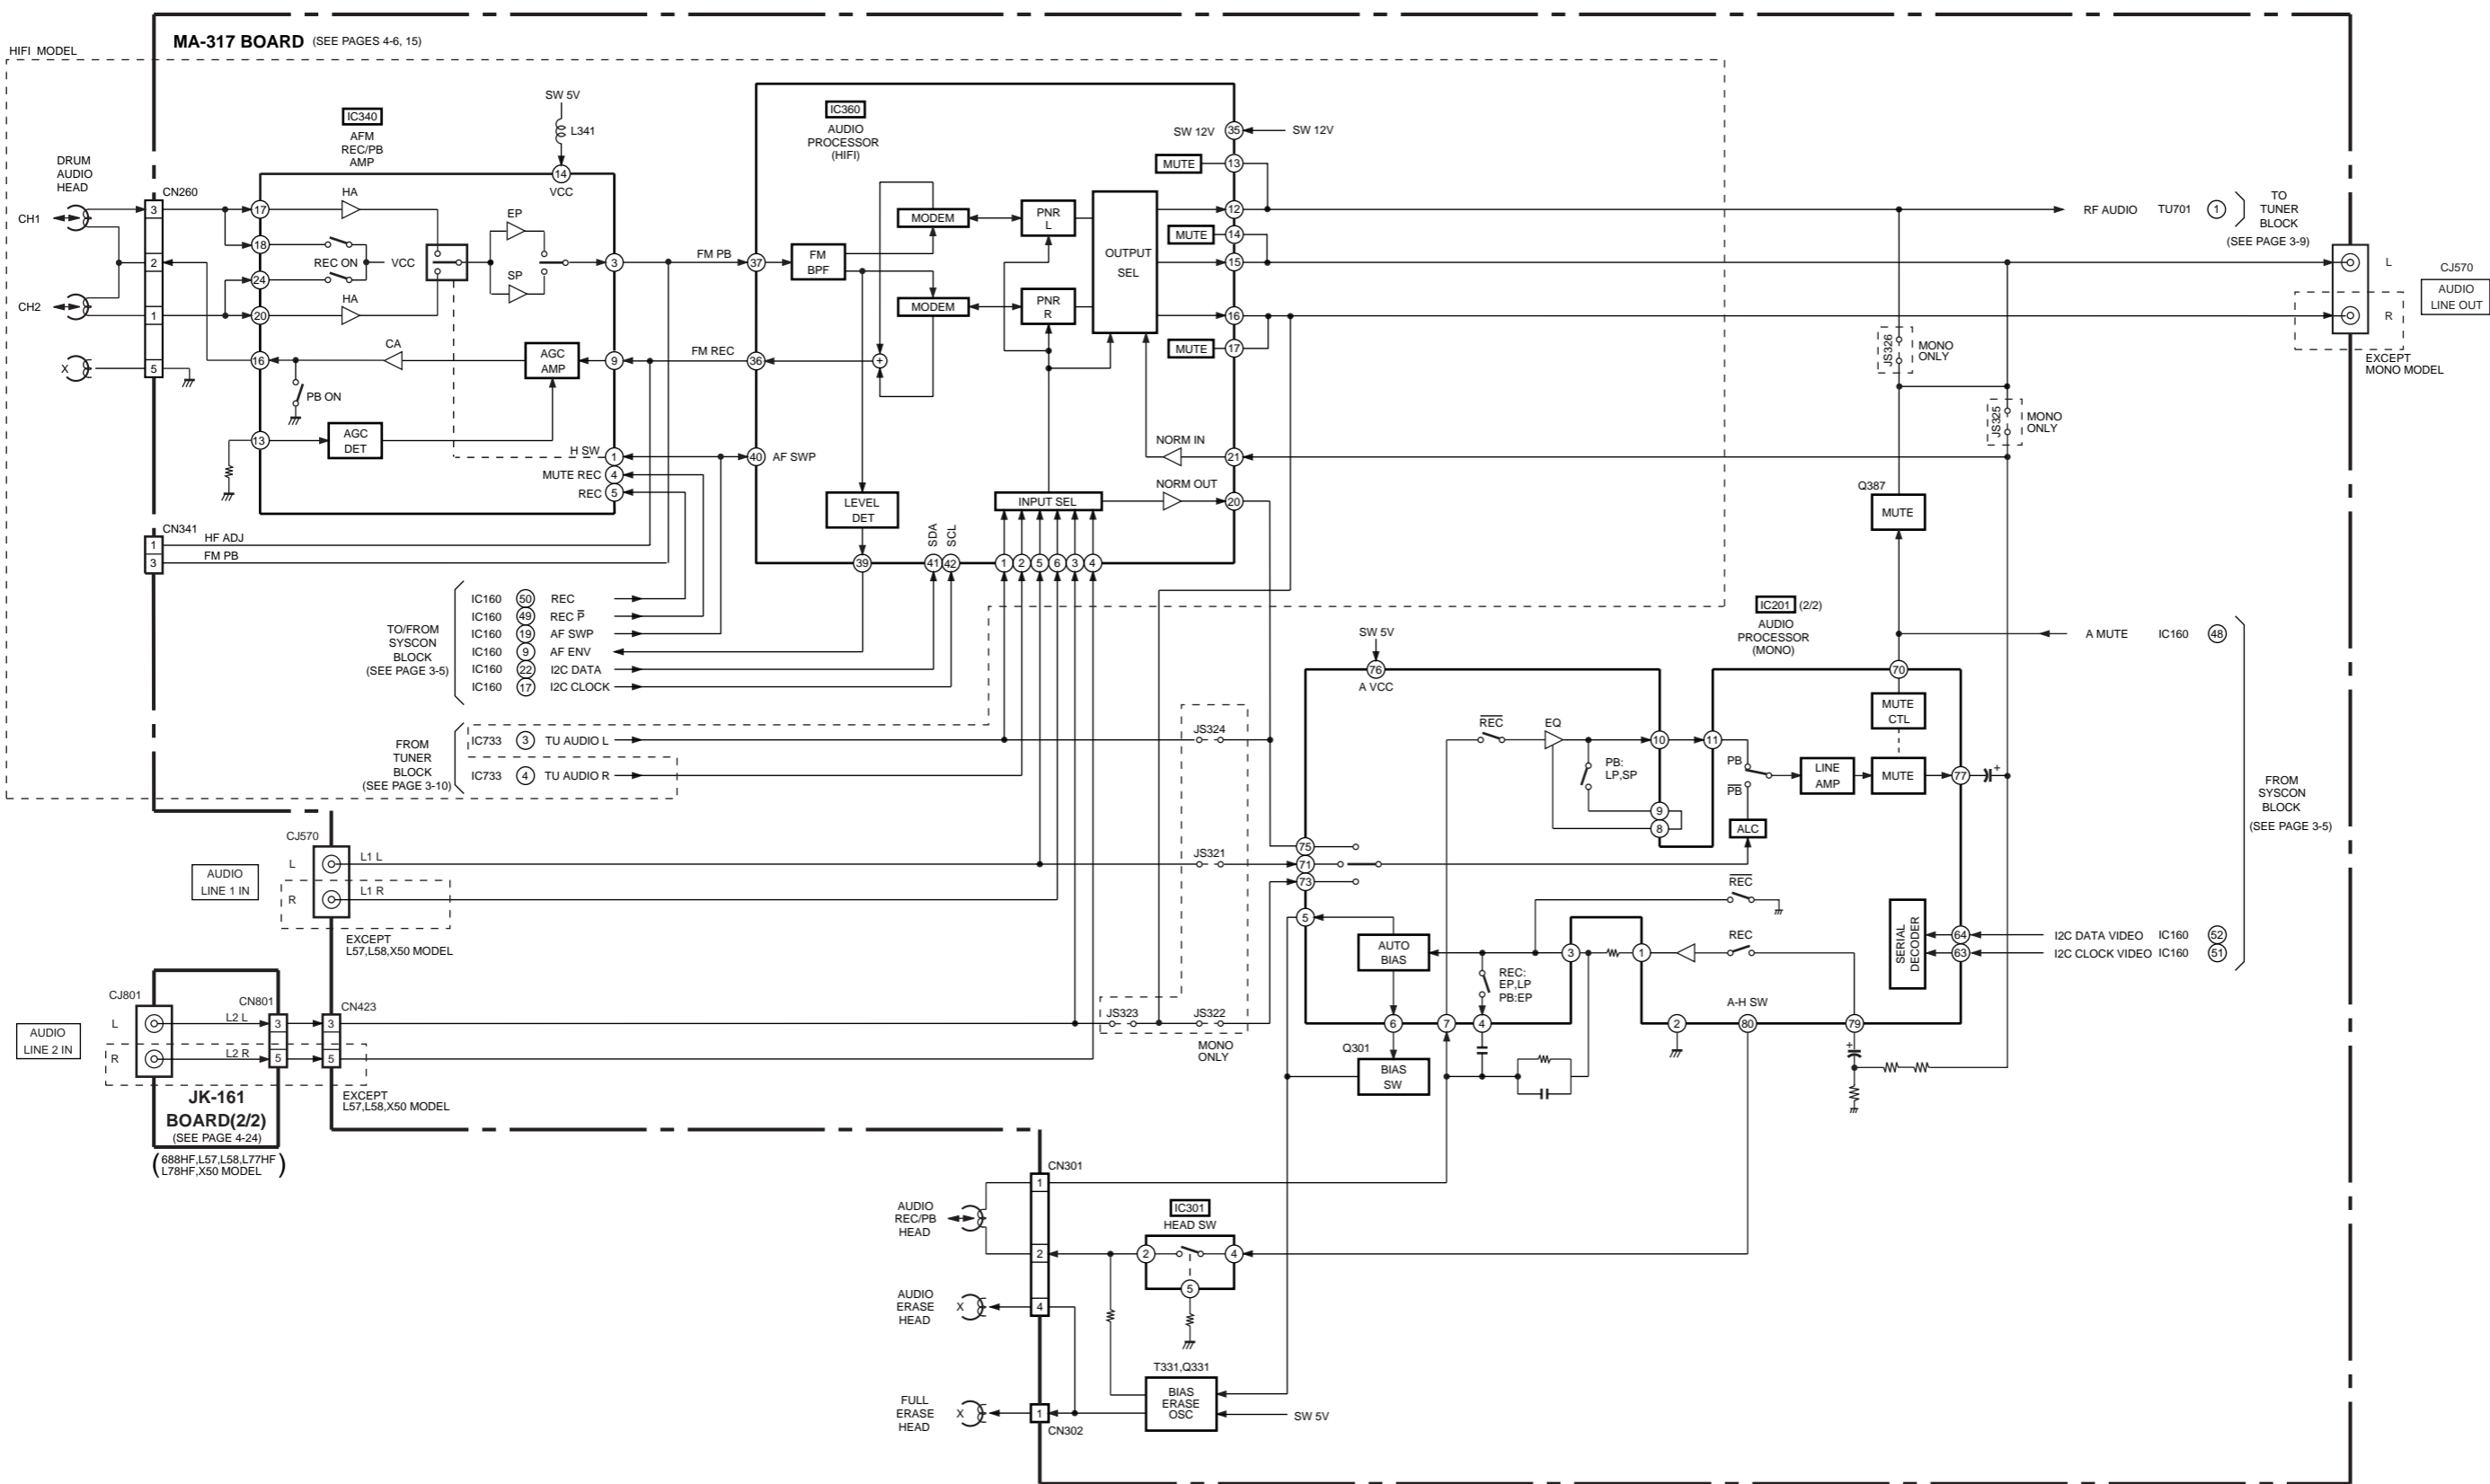 MA-317 BOARD (SEE PAGES 4-6, 15)
HIFI MODEL
DRUM
AUDIO
HEAD
CH1
CH2
X
CN260
3
2
1
5
IC340
AFM
REC/PB
AMP
SW 5V
L341
14
VCC
17
HA
18
REC ON
VCC
24
20
HA
EP
SP
3
16
CA
AGC
AMP
9
PB ON
13
AGC
DET
H SW
1
MUTE REC
4
REC
5
FM PB
FM REC
CN341
1
HF ADJ
3
FM PB
IC360
AUDIO
PROCESSOR
(HIFI)
37
FM
BPF
MODEM
MODEM
PNR
L
PNR
R
OUTPUT
SEL
36
+
40
AF SWP
LEVEL
DET
39
SDA
SCL
41
42
INPUT SEL
1
2
5
6
3
4
NORM IN
21
NORM OUT
20
SW 12V
35
SW 12V
MUTE
13
12
MUTE
14
15
16
MUTE
17
RF AUDIO TU701 1
TO
TUNER
BLOCK
(SEE PAGE 3-9)
L
R
CJ570
AUDIO
LINE OUT
EXCEPT
MONO MODEL
JS326
MONO
ONLY
JS325
MONO
ONLY
Q387
MUTE
TO/FROM
SYSCON
BLOCK
(SEE PAGE 3-5)
IC160 50 REC
IC160 49 REC P̅
IC160 19 AF SWP
IC160 9 AF ENV
IC160 22 I2C DATA
IC160 17 I2C CLOCK
FROM
TUNER
BLOCK
(SEE PAGE 3-10)
IC733 3 TU AUDIO L
IC733 4 TU AUDIO R
JS324
JS321
JS323
JS322
MONO
ONLY
IC201 (2/2)
AUDIO
PROCESSOR
(MONO)
SW 5V
76
A VCC
R̅E̅C̅
EQ
PB:
LP,SP
10
11
9
8
PB
P̅B̅
ALC
LINE
AMP
MUTE
MUTE
CTL
70
77
+
75
71
73
5
AUTO
BIAS
6
7
4
REC:
EP,LP
PB:EP
3
1
R̅E̅C̅
REC
A-H SW
2
80
79
+
SERIAL
DECODER
64
63
A MUTE IC160 48
FROM
SYSCON
BLOCK
(SEE PAGE 3-5)
I2C DATA VIDEO IC160 52
I2C CLOCK VIDEO IC160 51
Q301
BIAS
SW
CJ570
AUDIO
LINE 1 IN
L
L1 L
R
L1 R
EXCEPT
L57,L58,X50 MODEL
CJ801
CN801
CN423
AUDIO
LINE 2 IN
L
L2 L
3
3
R
L2 R
5
5
JK-161
BOARD(2/2)
(SEE PAGE 4-24)
(688HF,L57,L58,L77HF
L78HF,X50 MODEL)
EXCEPT
L57,L58,X50 MODEL
CN301
1
2
4
AUDIO
REC/PB
HEAD
IC301
HEAD SW
2
4
5
AUDIO
ERASE
HEAD
X
T331,Q331
BIAS
ERASE
OSC
SW 5V
FULL
ERASE
HEAD
X
1
CN302